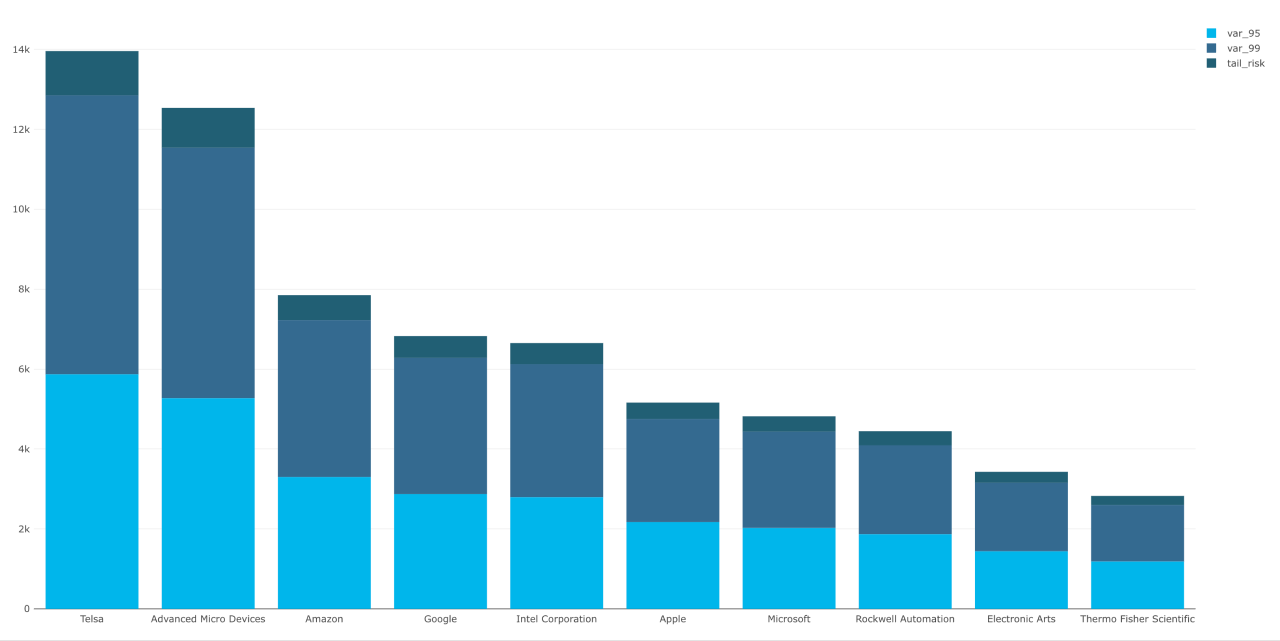 var_95
var_99
tail_risk
14k
12k
10k
8k
6k
4k
2k
0
Telsa Advanced Micro Devices Amazon Google Intel Corporation Apple Microsoft Rockwell Automation Electronic Arts Thermo Fisher Scientific